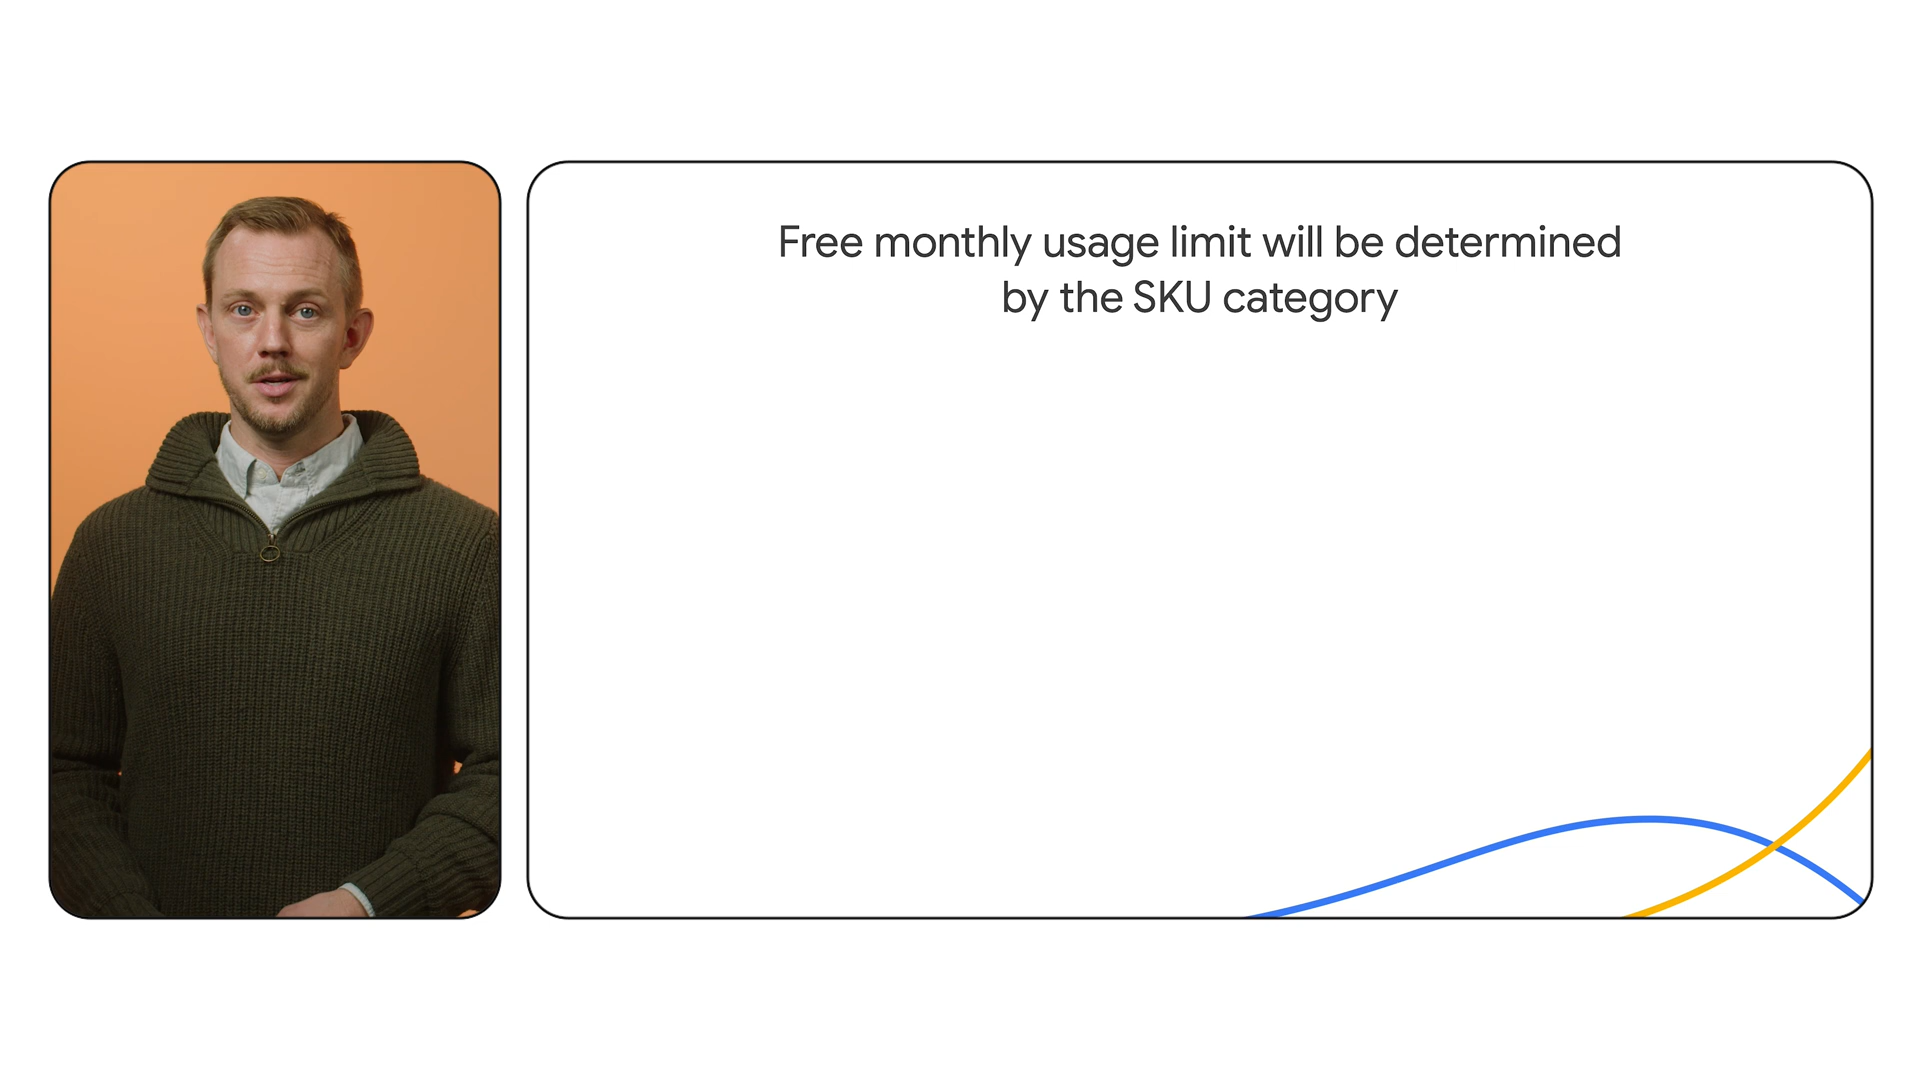 Free monthly usage limit will be determined
by the SKU category